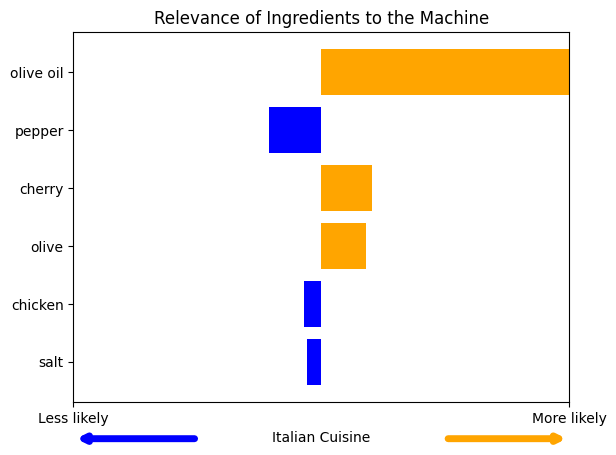 Relevance of Ingredients to the Machine
olive oil
pepper
cherry
olive
chicken
salt
Less likely
More likely
Italian Cuisine